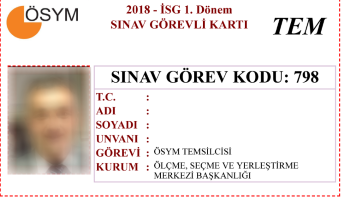 ÖSYM
2018 - İSG 1. Dönem
SINAV GÖREVLİ KARTI
TEM
SINAV GÖREV KODU: 798
T.C. :
ADI :
SOYADI :
UNVANI :
GÖREVİ : ÖSYM TEMSİLCİSİ
KURUM : ÖLÇME, SEÇME VE YERLEŞTİRME
MERKEZİ BAŞKANLIĞI